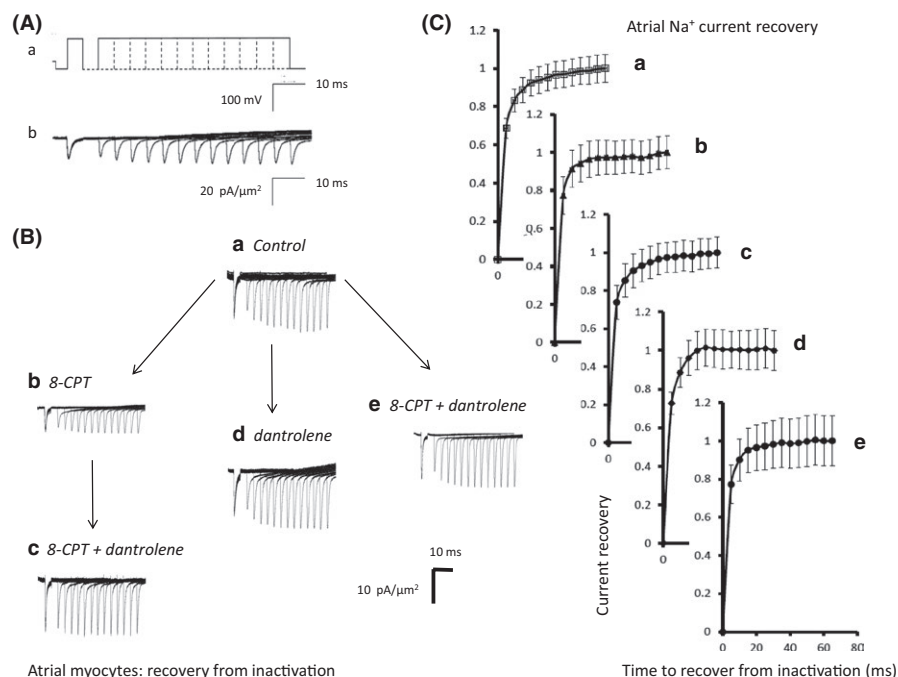 (A)
a
10 ms
100 mV
b
10 ms
20 pA/µm²
(B)
a Control
b 8-CPT
d dantrolene
e 8-CPT + dantrolene
c 8-CPT + dantrolene
10 ms
10 pA/µm²
Atrial myocytes: recovery from inactivation
(C)
Atrial Na⁺ current recovery
1.2
1
0.8
0.6
0.4
0.2
0
0
a
1.2
1
0.8
0.6
0.4
0.2
0
0
b
1.2
1
0.8
0.6
0.4
0.2
0
0
c
1.2
1
0.8
0.6
0.4
0.2
0
0
d
1.2
1
0.8
0.6
0.4
0.2
0
0 20 40 60 80
e
Current recovery
Time to recover from inactivation (ms)